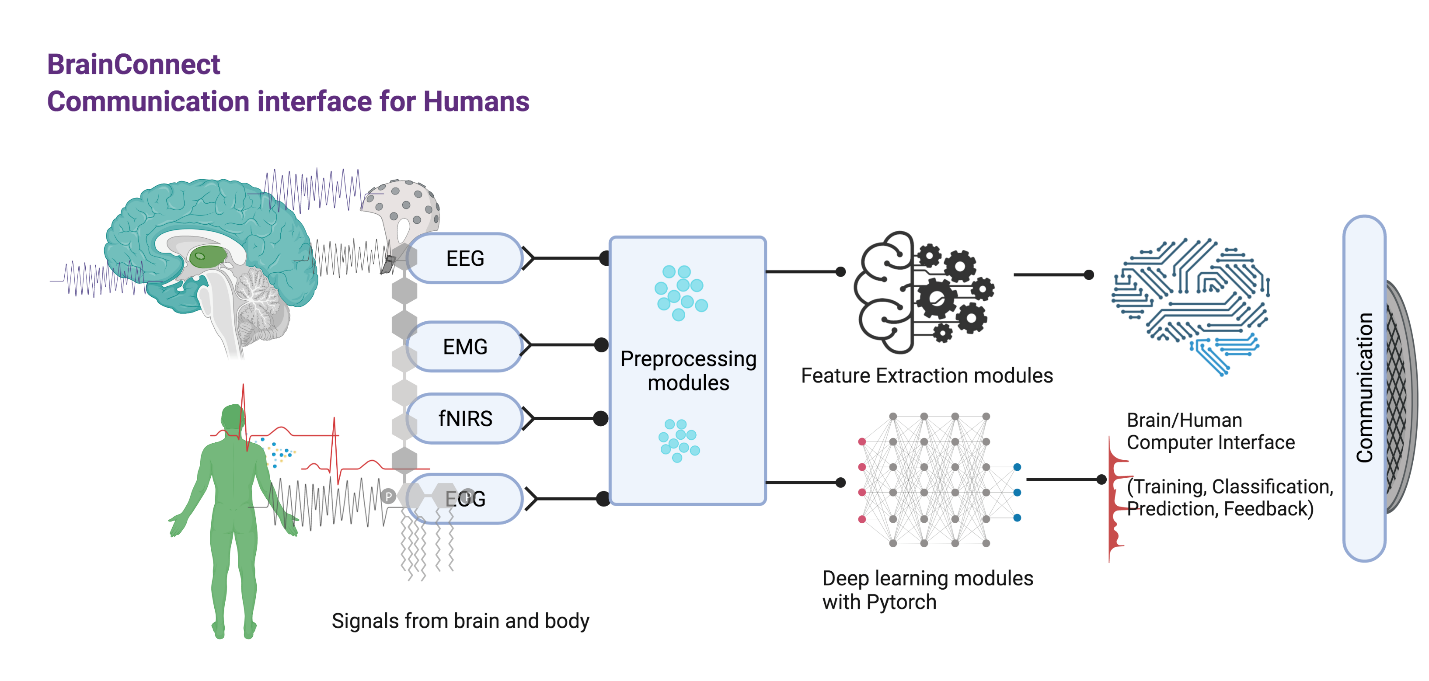 BrainConnect
Communication interface for Humans
EEG
EMG
fNIRS
P
P
EOG
Signals from brain and body
Preprocessing
modules
Feature Extraction modules
Deep learning modules
with Pytorch
Brain/Human
Computer Interface
(Training, Classification,
Prediction, Feedback)
Communication